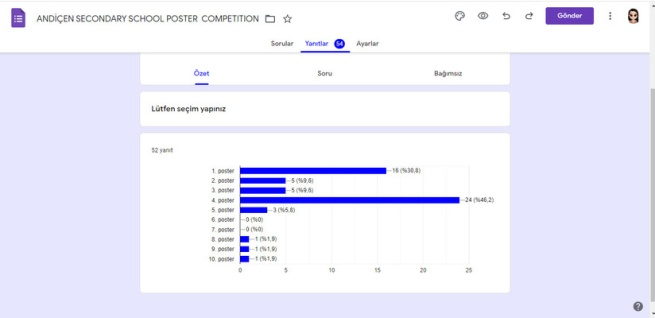 ANDİÇEN SECONDARY SCHOOL POSTER COMPETITION
Gönder
Sorular
Yanıtlar 54
Ayarlar
Özet
Soru
Bağımsız
Lütfen seçim yapınız
52 yanıt
1. poster 16 (%30,8)
2. poster 5 (%9,6)
3. poster 5 (%9,6)
4. poster 24 (%46,2)
5. poster 3 (%5,8)
6. poster 0 (%0)
7. poster 0 (%0)
8. poster 1 (%1,9)
9. poster 1 (%1,9)
10. poster 1 (%1,9)
0 5 10 15 20 25